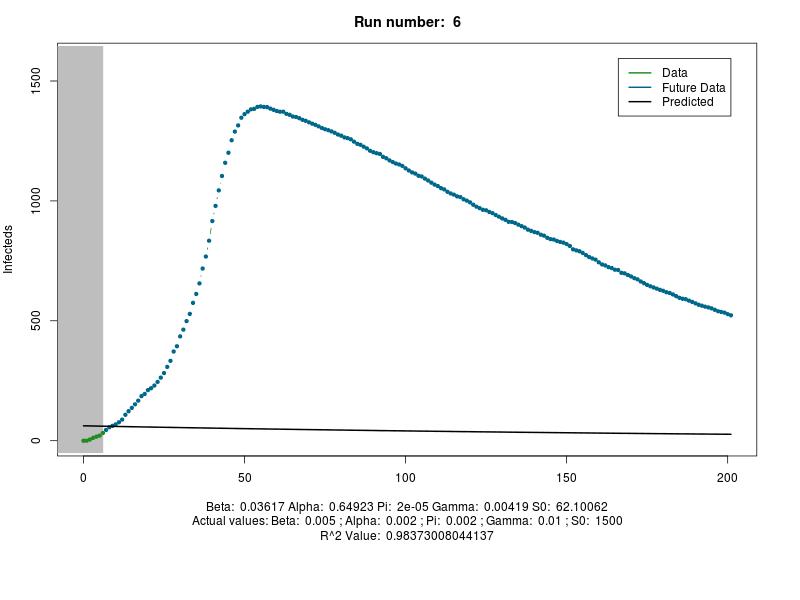 Run number: 6
Data
Future Data
Predicted
Infecteds
1500
1000
500
0
0 50 100 150 200
Beta: 0.03617 Alpha: 0.64923 Pi: 2e-05 Gamma: 0.00419 S0: 62.10062
Actual values: Beta: 0.005 ; Alpha: 0.002 ; Pi: 0.002 ; Gamma: 0.01 ; S0: 1500
R^2 Value: 0.98373008044137